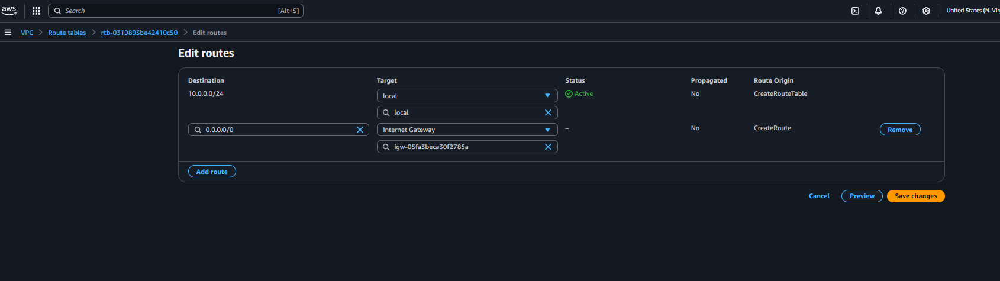 aws
Search [Alt+S]
United States (N. Vir
VPC > Route tables > rtb-0319893be42410c50 > Edit routes
Edit routes
Destination Target Status Propagated Route Origin
10.0.0.0/24 local Active No CreateRouteTable
local
0.0.0.0/0 Internet Gateway – No CreateRoute Remove
igw-05fa3beca30f2785a
Add route
Cancel Preview Save changes